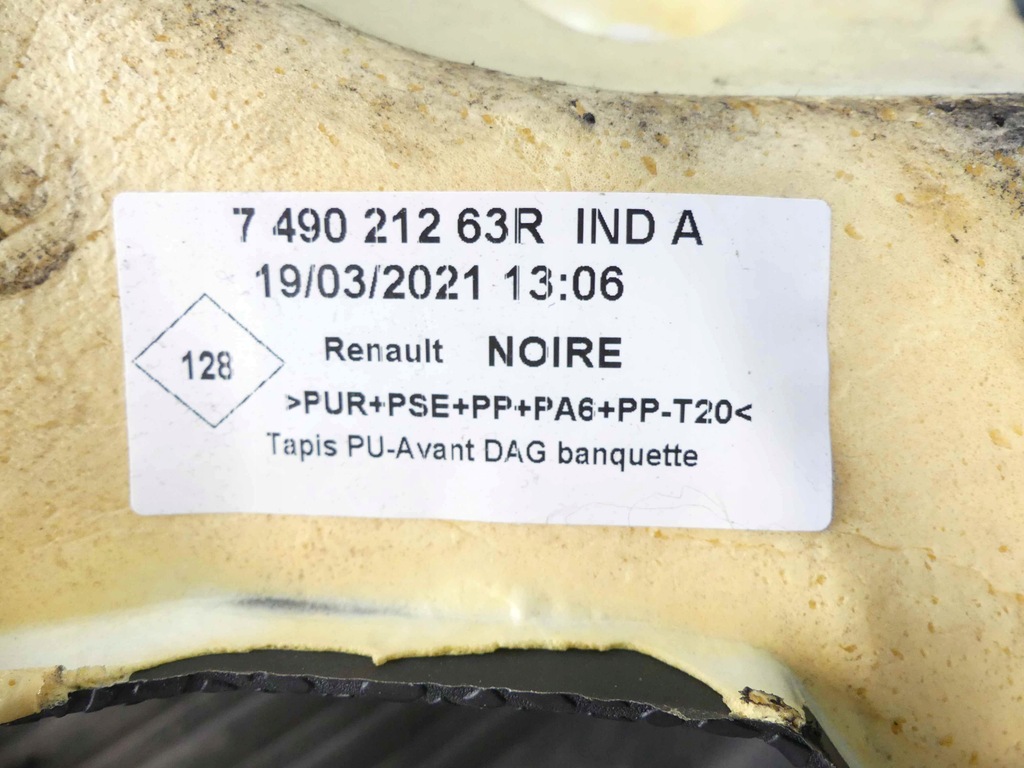 7 490 212 63R IND A
19/03/2021 13:06
128
Renault NOIRE
>PUR+PSE+PP+PA6+PP-T20<
Tapis PU-Avant DAG banquette